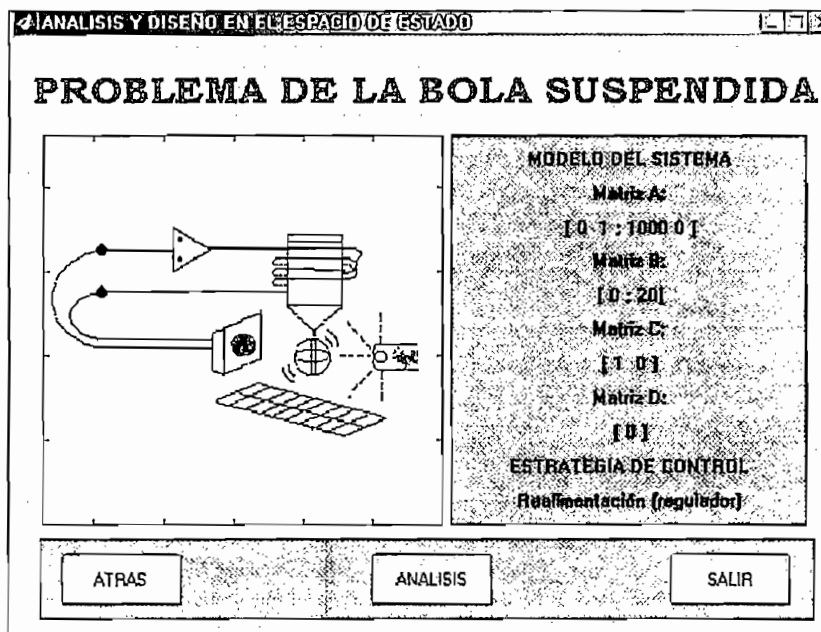 ANALISIS Y DISEÑO EN EL ESPACIO DE ESTADO
PROBLEMA DE LA BOLA SUSPENDIDA
MODELO DEL SISTEMA
Matriz A:
[ 0 1 ; 1000 0 ]
Matriz B:
[ 0 ; 20]
Matriz C:
[ 1 0 ]
Matriz D:
[ 0 ]
ESTRATEGIA DE CONTROL
Realimentación (regulador)
ATRAS
ANALISIS
SALIR